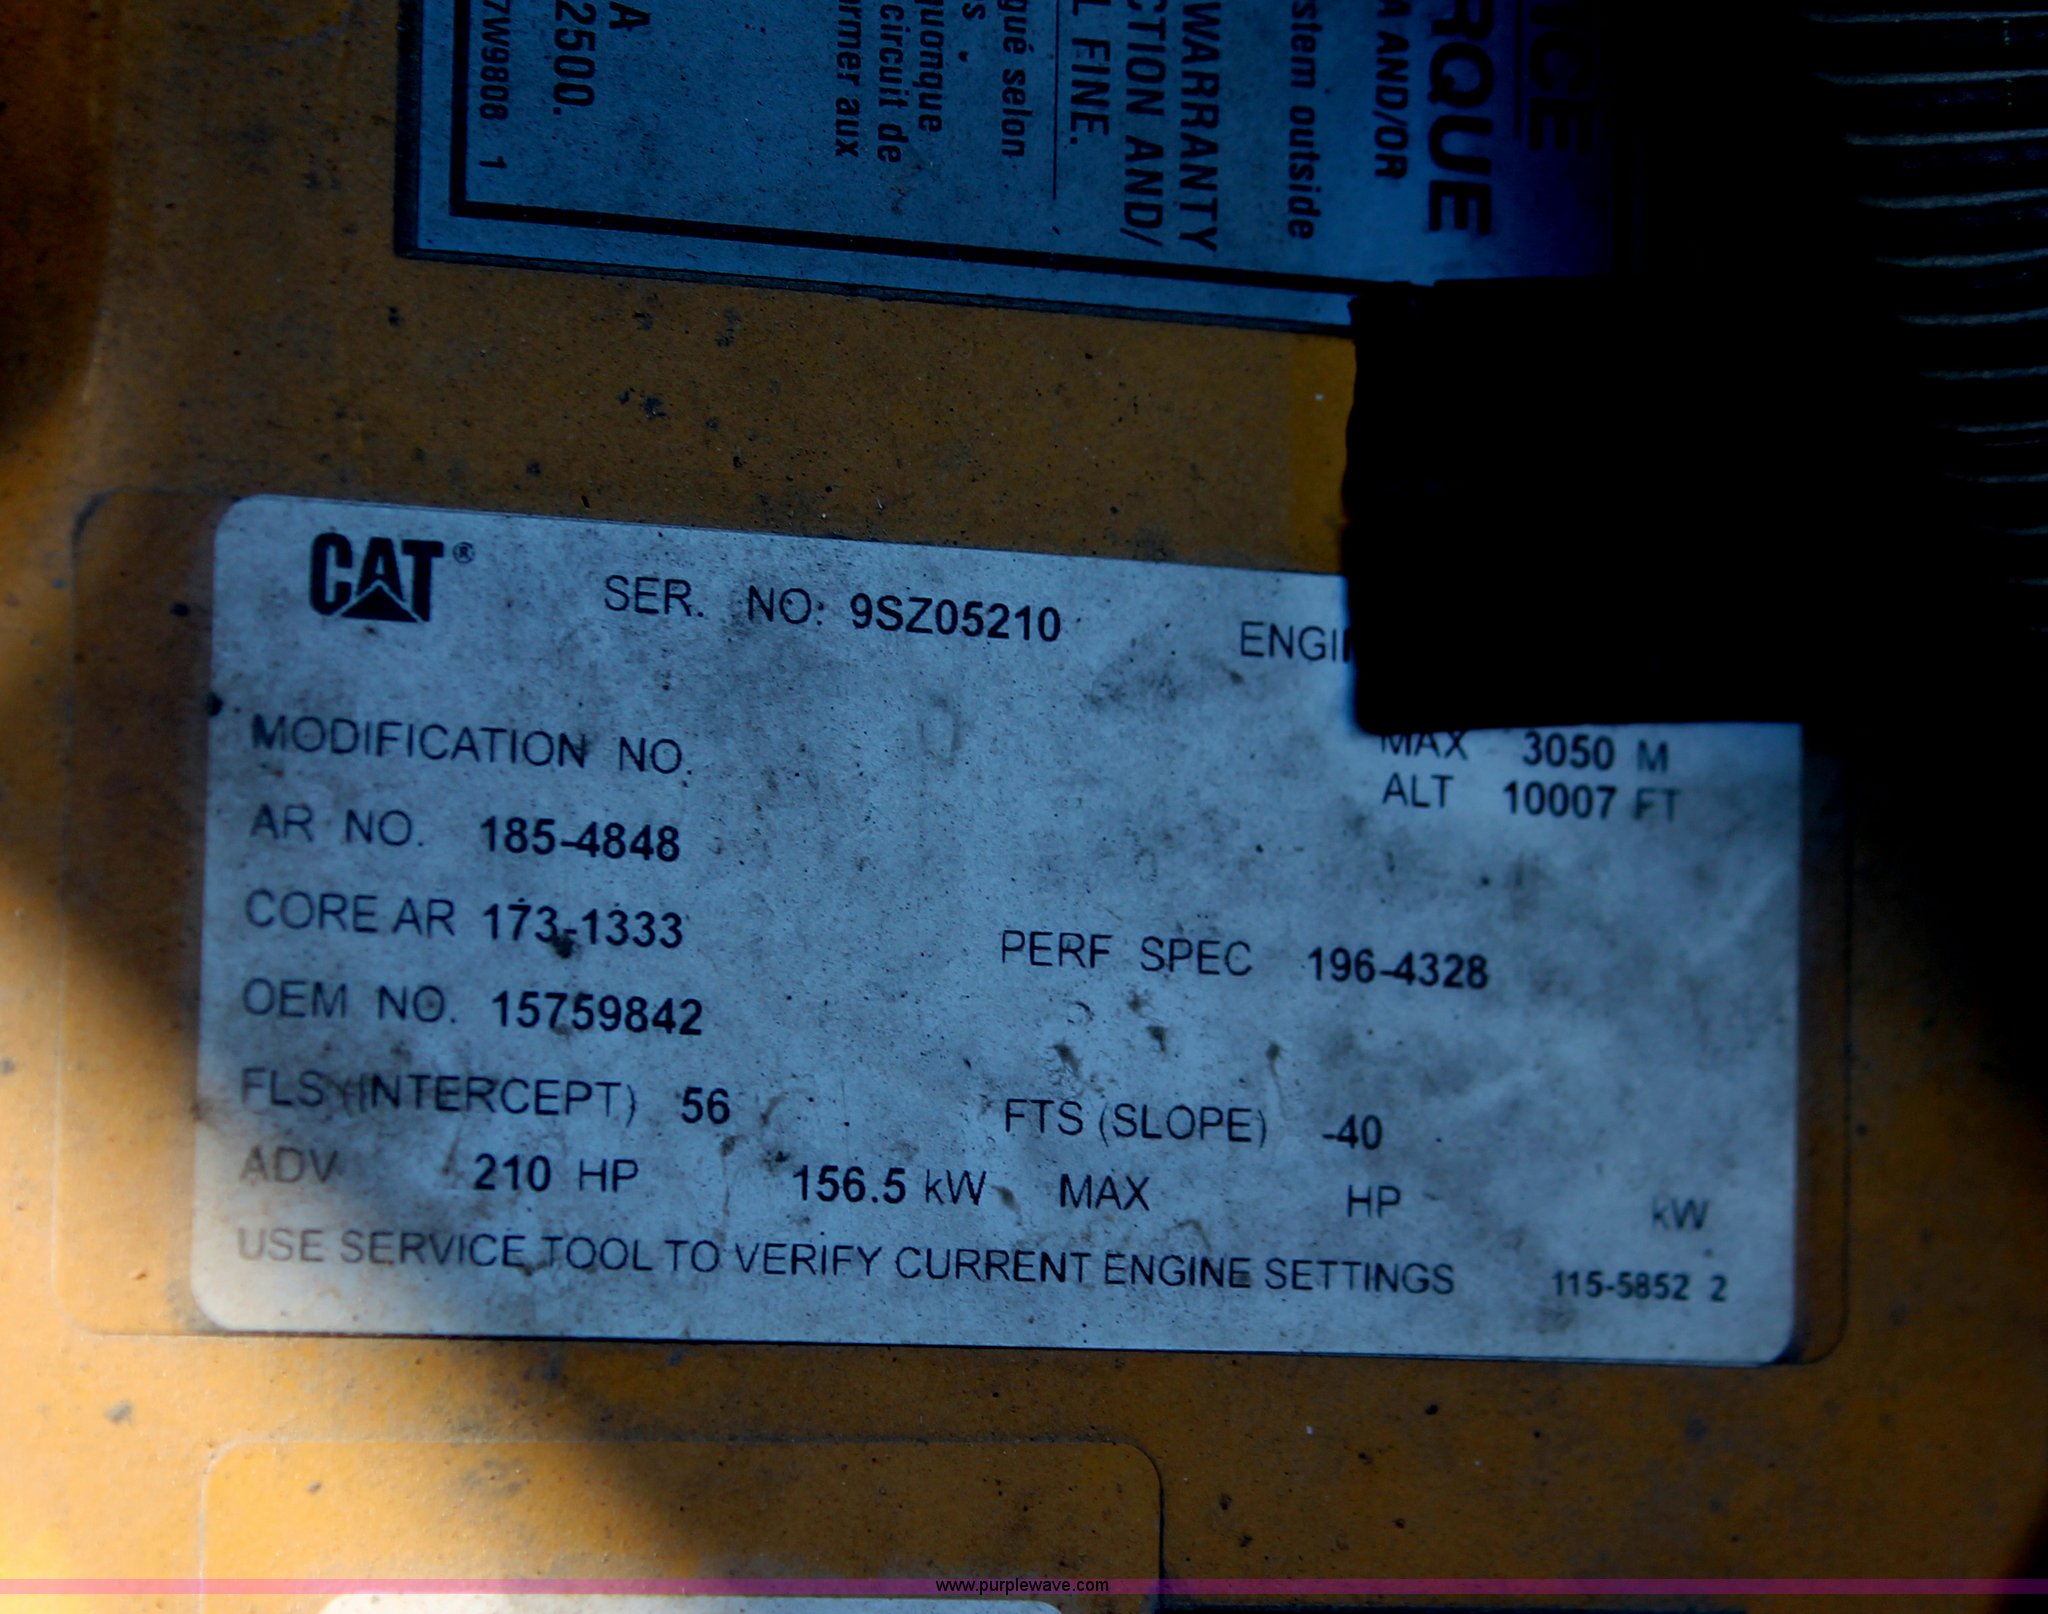 NCE
RQUE
A AND/OR
stem outside
WARRANTY
CTION AND/
L FINE.
qué selon
s.
quonque
circuit de
rmer aux
A
2500.
7W9808 1
CAT®
SER. NO: 9SZ05210
ENGI
MODIFICATION NO.
MAX 3050 M
AR NO. 185-4848
ALT 10007 FT
CORE AR 173-1333
PERF SPEC 196-4328
OEM NO. 15759842
FLS (INTERCEPT) 56
FTS (SLOPE) -40
ADV 210 HP 156.5 kW MAX HP kW
USE SERVICE TOOL TO VERIFY CURRENT ENGINE SETTINGS 115-5852 2
www.purplewave.com